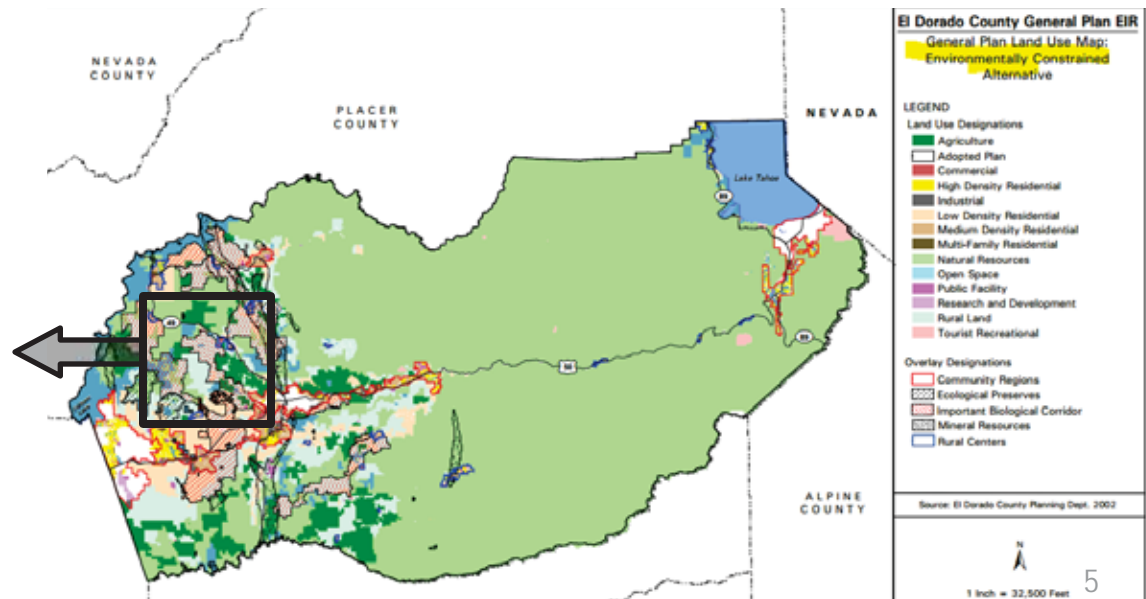 NEVADA
COUNTY
PLACER
COUNTY
NEVADA
Lake Tahoe
89
49
50
ALPINE
COUNTY
El Dorado County General Plan EIR
General Plan Land Use Map:
Environmentally Constrained
Alternative
LEGEND
Land Use Designations
Agriculture
Adopted Plan
Commercial
High Density Residential
Industrial
Low Density Residential
Medium Density Residential
Multi-Family Residential
Natural Resources
Open Space
Public Facility
Research and Development
Rural Land
Tourist Recreational
Overlay Designations
Community Regions
Ecological Preserves
Important Biological Corridor
Mineral Resources
Rural Centers
Source: El Dorado County Planning Dept. 2002
N
1 Inch = 32,500 Feet
5